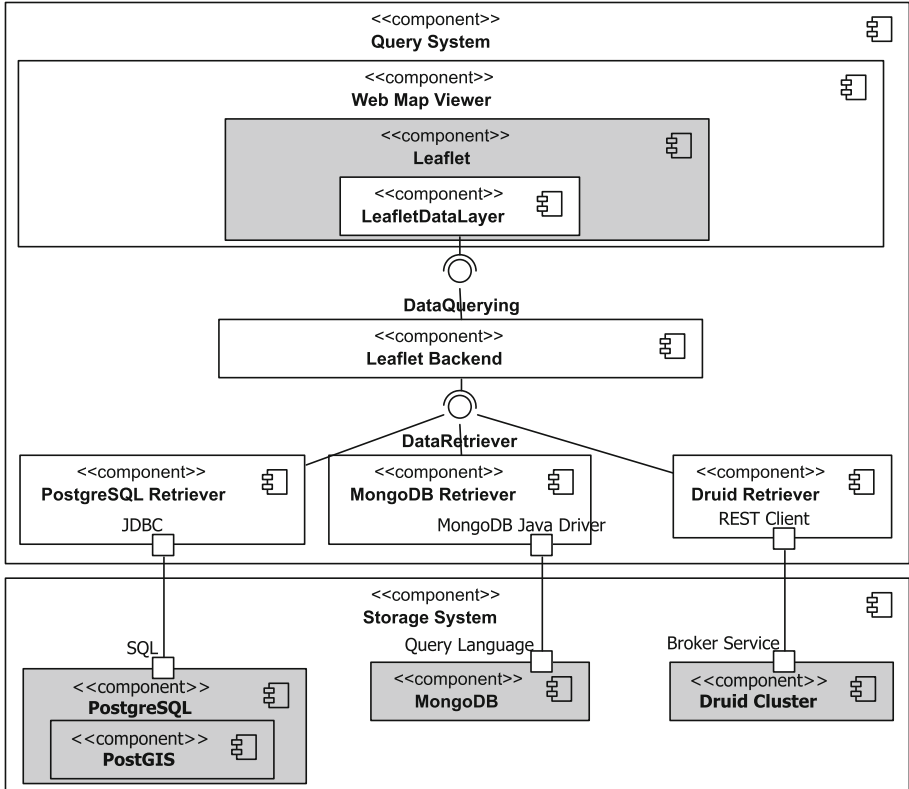 <<component>>
Query System
<<component>>
Web Map Viewer
<<component>>
Leaflet
<<component>>
LeafletDataLayer
DataQuerying
<<component>>
Leaflet Backend
DataRetriever
<<component>>
PostgreSQL Retriever
JDBC
<<component>>
MongoDB Retriever
MongoDB Java Driver
<<component>>
Druid Retriever
REST Client
<<component>>
Storage System
SQL
<<component>>
PostgreSQL
<<component>>
PostGIS
Query Language
<<component>>
MongoDB
Broker Service
<<component>>
Druid Cluster